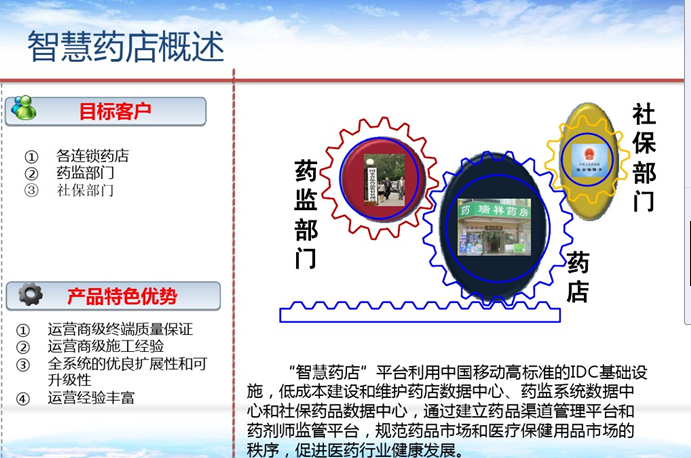 智慧药店概述
目标客户
① 各连锁药店
② 药监部门
③ 社保部门
产品特色优势
① 运营商级终端质量保证
② 运营商级施工经验
③ 全系统的优良扩展性和可
升级性
④ 运营经验丰富
药监部门
社保部门
药店
药 瑞祥药房
“智慧药店”平台利用中国移动高标准的IDC基础设
施，低成本建设和维护药店数据中心、药监系统数据中
心和社保药品数据中心，通过建立药品渠道管理平台和
药剂师监管平台，规范药品市场和医疗保健用品市场的
秩序，促进医药行业健康发展。